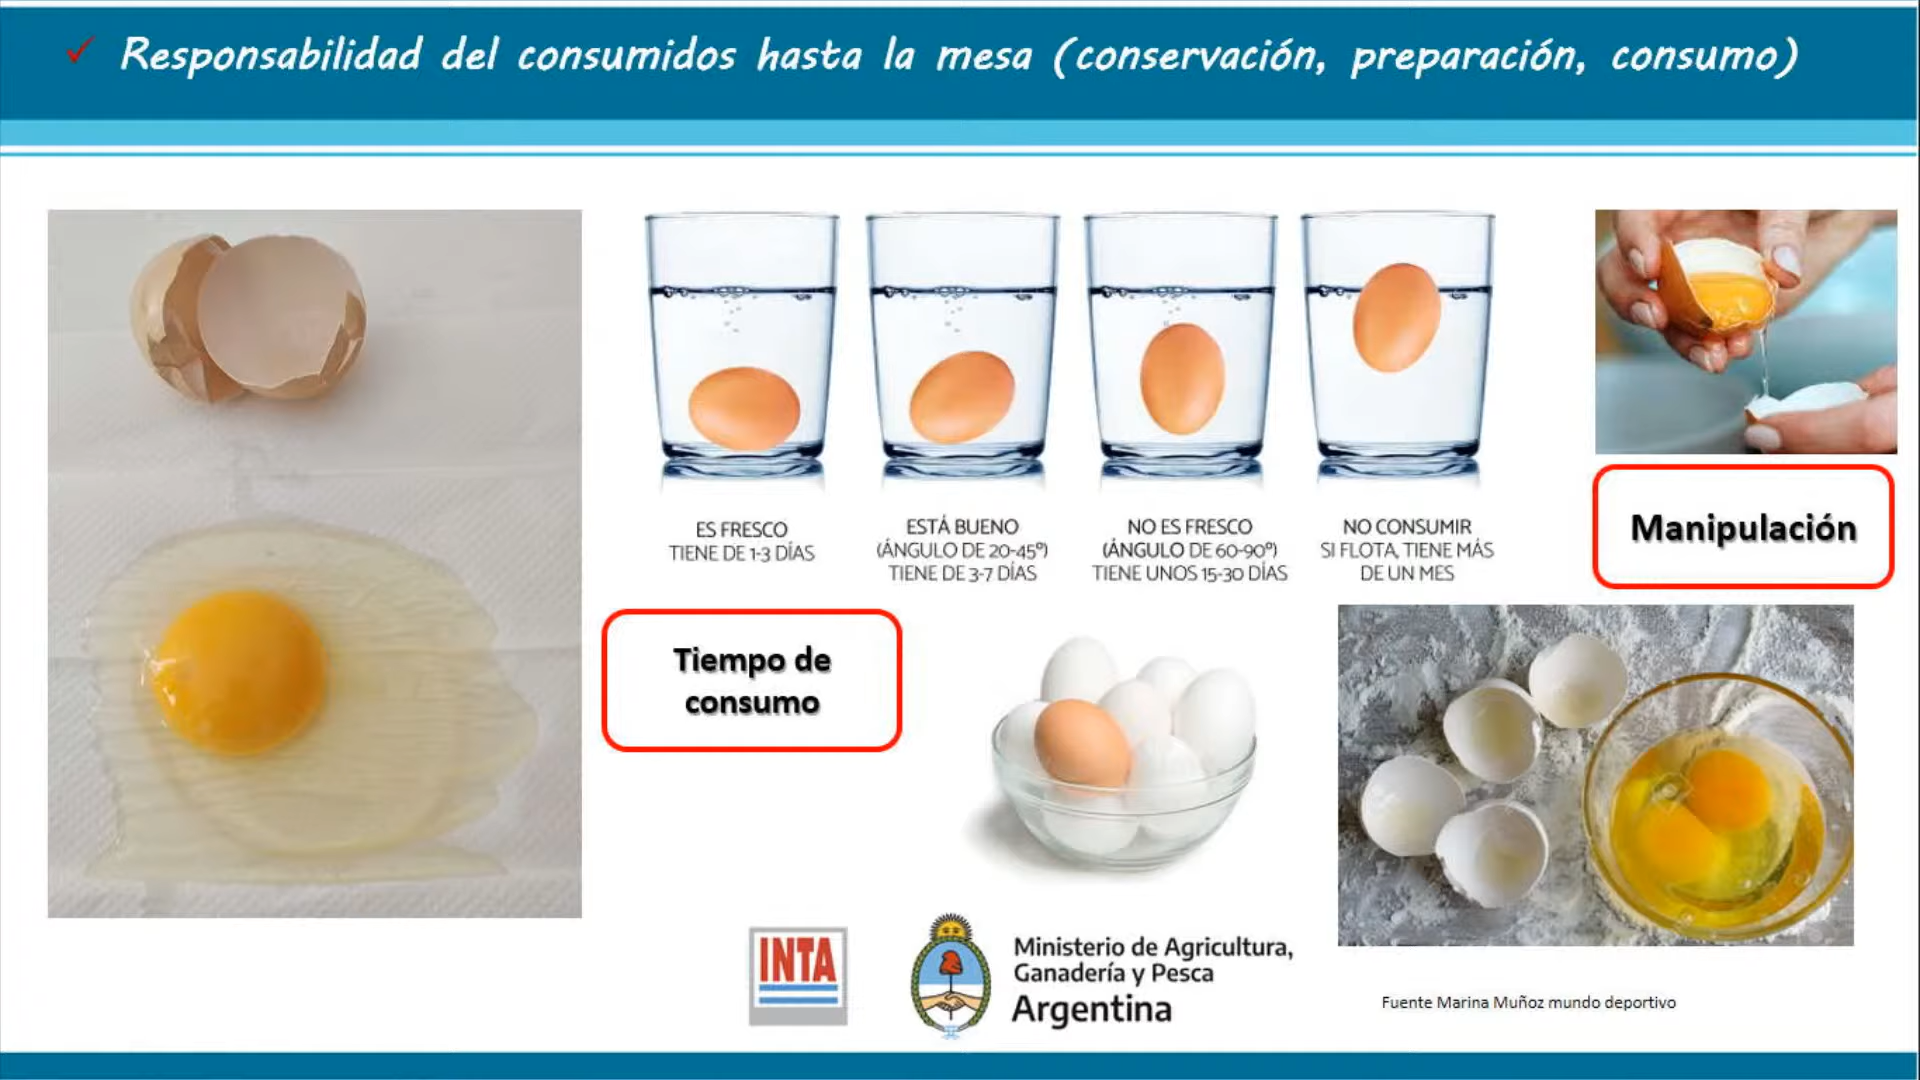 Responsabilidad del consumidos hasta la mesa (conservación, preparación, consumo)
ES FRESCO
TIENE DE 1-3 DÍAS
ESTÁ BUENO
(ÁNGULO DE 20-45º)
TIENE DE 3-7 DÍAS
NO ES FRESCO
(ÁNGULO DE 60-90º)
TIENE UNOS 15-30 DÍAS
NO CONSUMIR
SI FLOTA, TIENE MÁS
DE UN MES
Manipulación
Tiempo de
consumo
INTA
Ministerio de Agricultura,
Ganadería y Pesca
Argentina
Fuente Marina Muñoz mundo deportivo